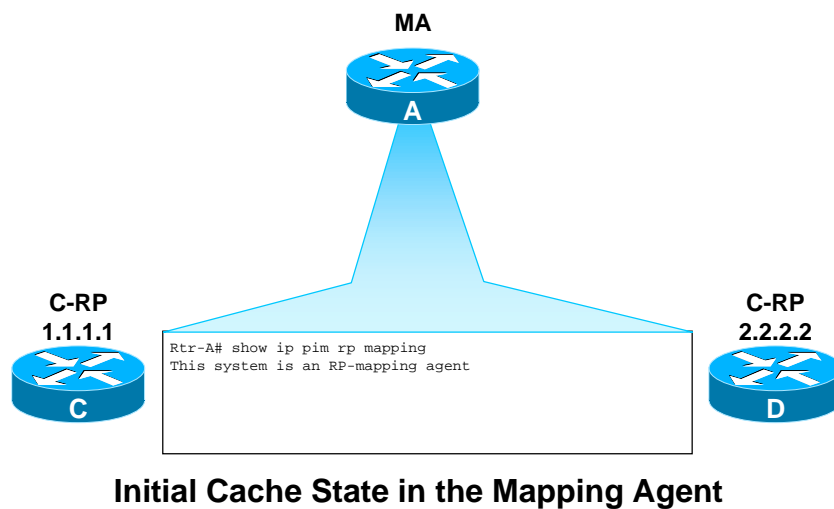 MA
A
C-RP
1.1.1.1
C
Rtr-A# show ip pim rp mapping
This system is an RP-mapping agent
C-RP
2.2.2.2
D
Initial Cache State in the Mapping Agent